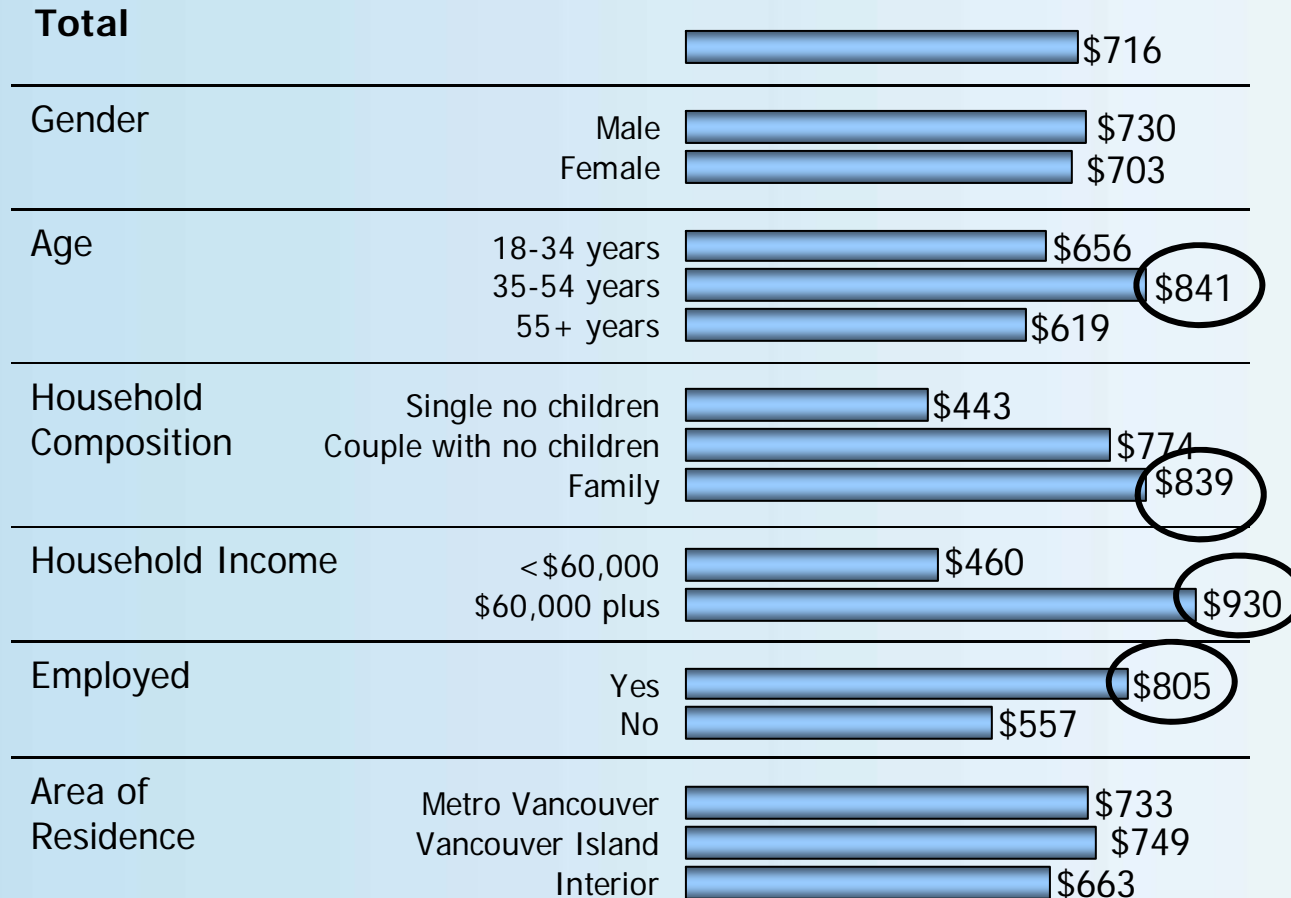 Total
$716
Gender
Male $730
Female $703
Age
18-34 years $656
35-54 years $841
55+ years $619
Household
Composition
Single no children $443
Couple with no children $774
Family $839
Household Income
<$60,000 $460
$60,000 plus $930
Employed
Yes $805
No $557
Area of
Residence
Metro Vancouver $733
Vancouver Island $749
Interior $663